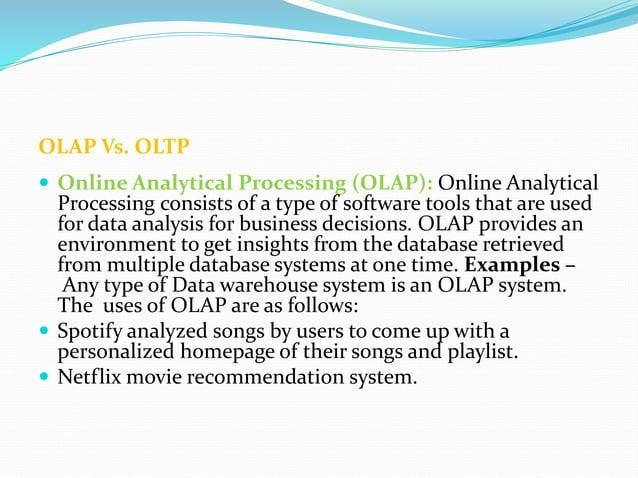 OLAP Vs. OLTP
Online Analytical Processing (OLAP): Online Analytical
Processing consists of a type of software tools that are used
for data analysis for business decisions. OLAP provides an
environment to get insights from the database retrieved
from multiple database systems at one time. Examples –
Any type of Data warehouse system is an OLAP system.
The uses of OLAP are as follows:
Spotify analyzed songs by users to come up with a
personalized homepage of their songs and playlist.
Netflix movie recommendation system.